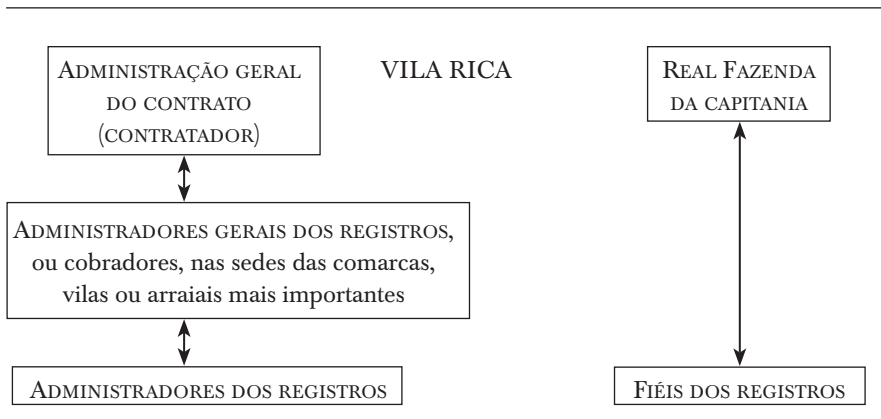 ADMINISTRAÇÃO GERAL
DO CONTRATO
(CONTRATADOR)
VILA RICA
REAL FAZENDA
DA CAPITANIA
ADMINISTRADORES GERAIS DOS REGISTROS,
ou cobradores, nas sedes das comarcas,
vilas ou arraiais mais importantes
ADMINISTRADORES DOS REGISTROS
FIÉIS DOS REGISTROS